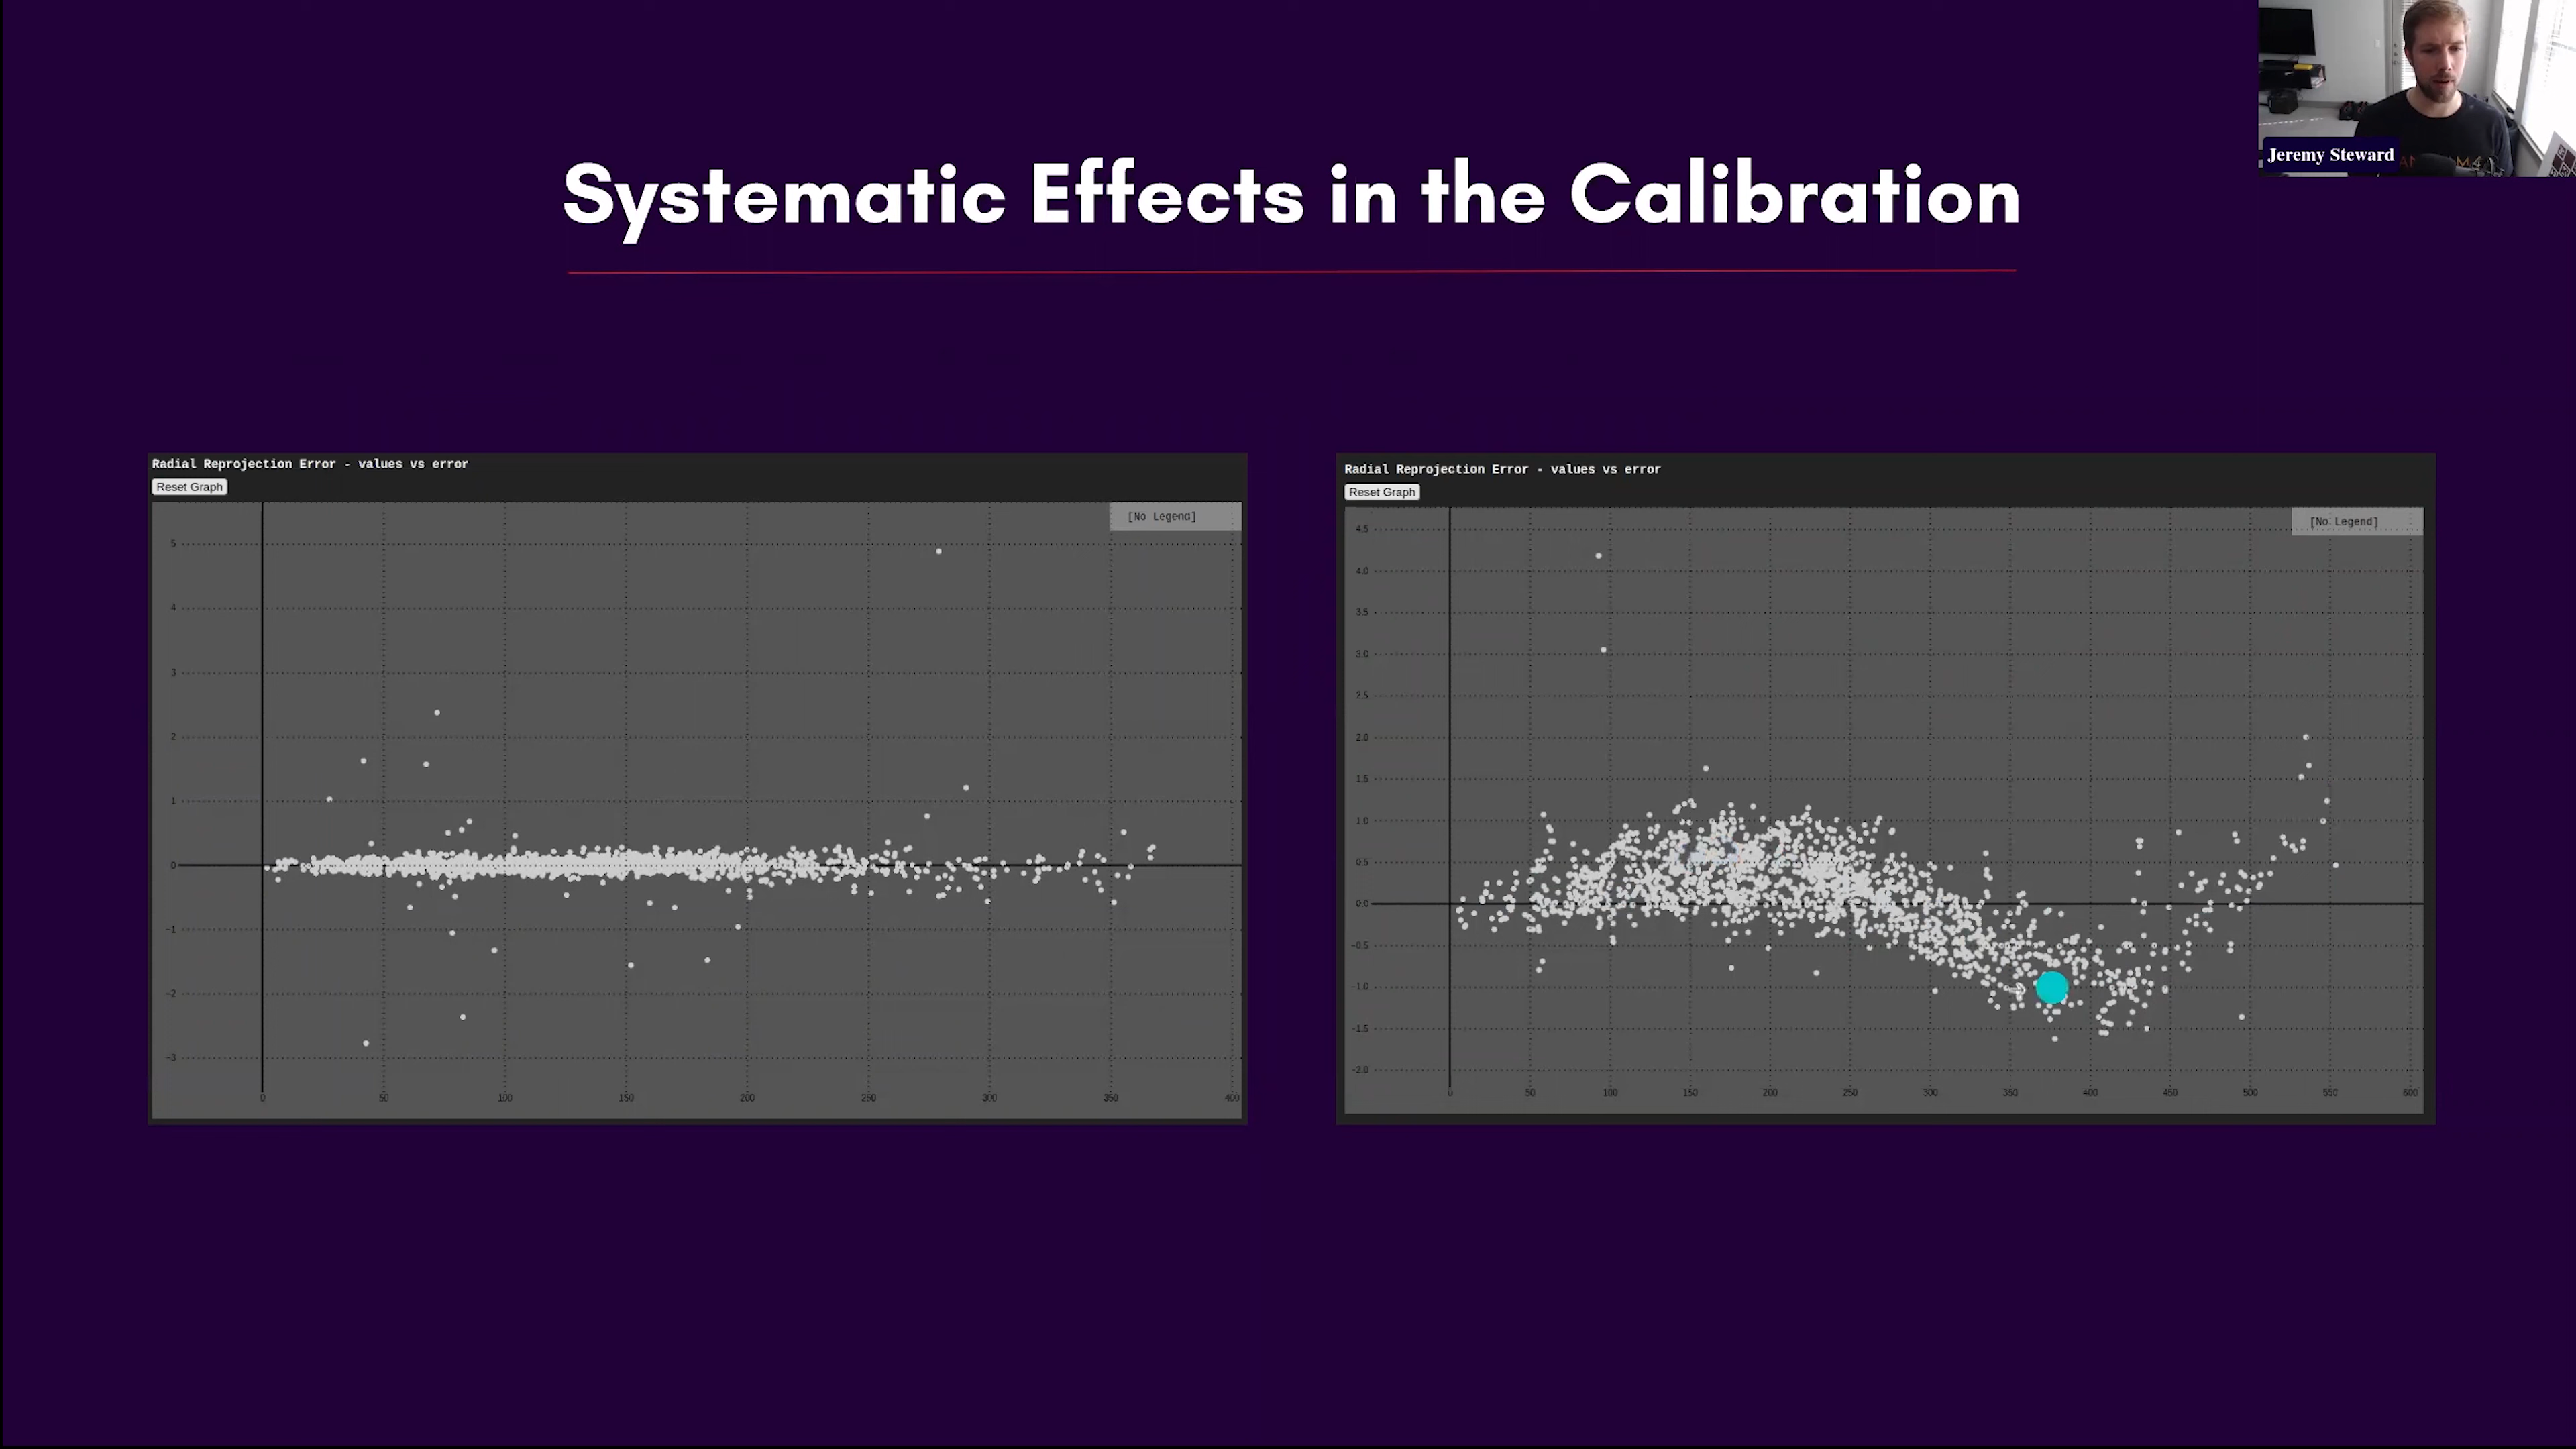 Jeremy Steward
Systematic Effects in the Calibration
Radial Reprojection Error - values vs error
Reset Graph
[No Legend]
5
4
3
2
1
0
-1
-2
-3
0 50 100 150 200 250 300 350 400
Radial Reprojection Error - values vs error
Reset Graph
[No Legend]
4.5
4.0
3.5
3.0
2.5
2.0
1.5
1.0
0.5
0.0
-0.5
-1.0
-1.5
-2.0
0 50 100 150 200 250 300 350 400 450 500 550 600